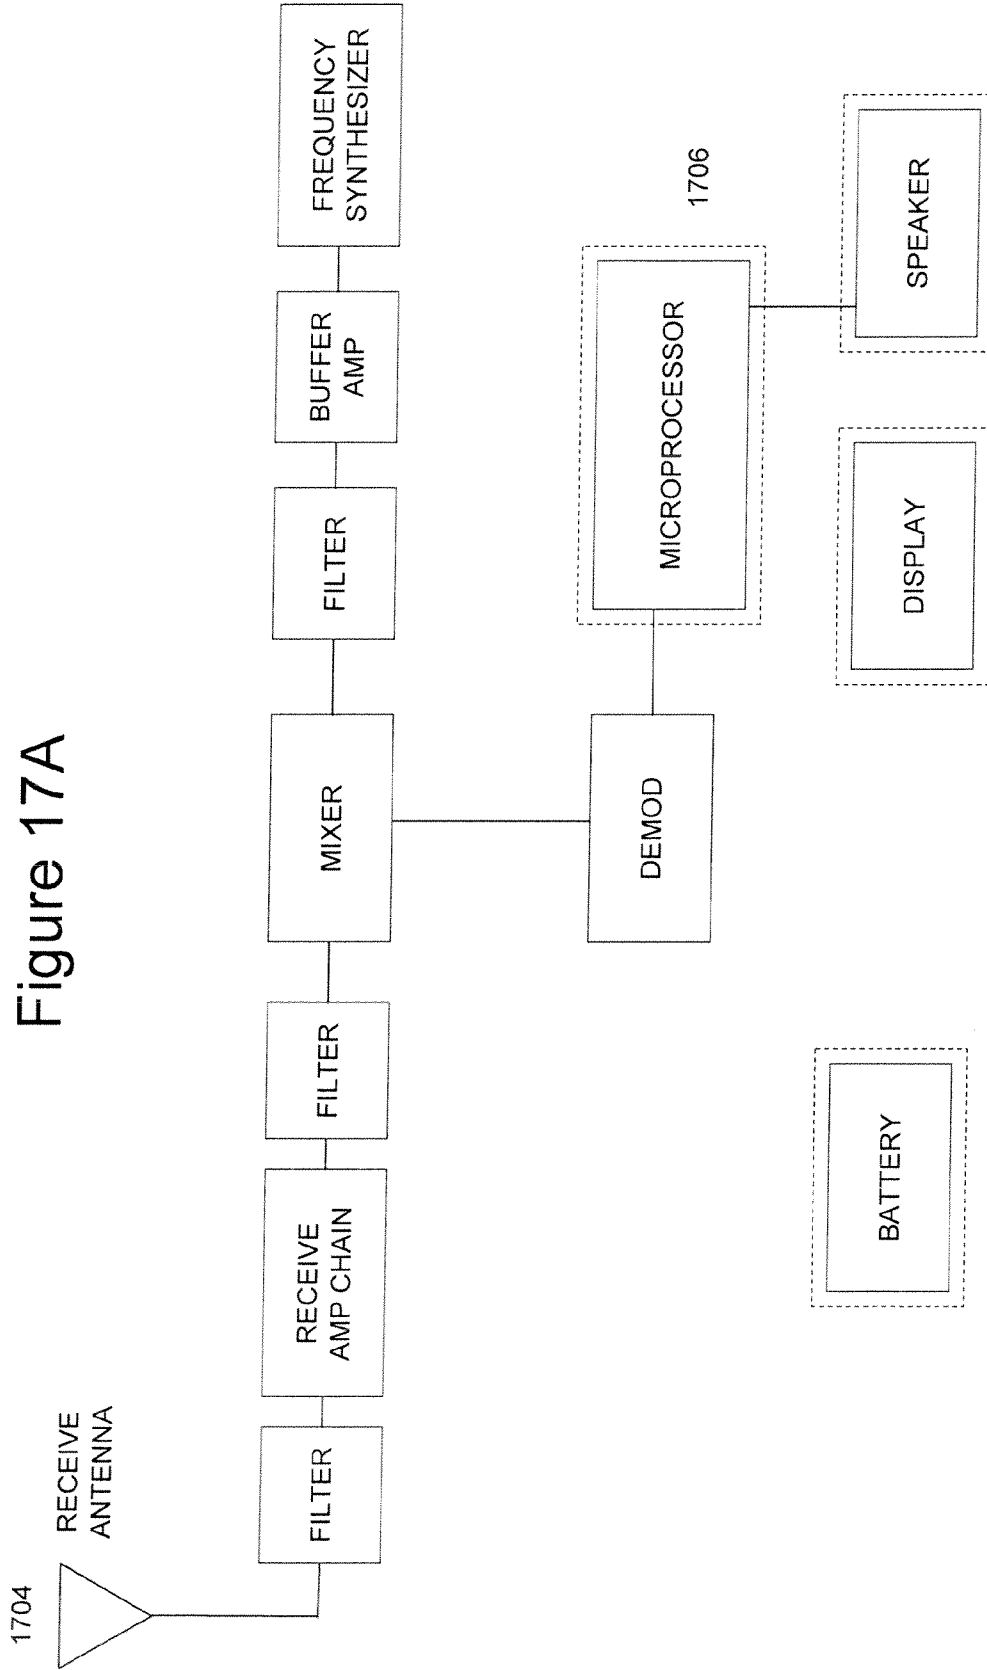 Figure 17A
1704
RECEIVE
ANTENNA
FILTER
RECEIVE
AMP CHAIN
FILTER
MIXER
FILTER
BUFFER
AMP
FREQUENCY
SYNTHESIZER
DEMOD
MICROPROCESSOR
1706
BATTERY
DISPLAY
SPEAKER